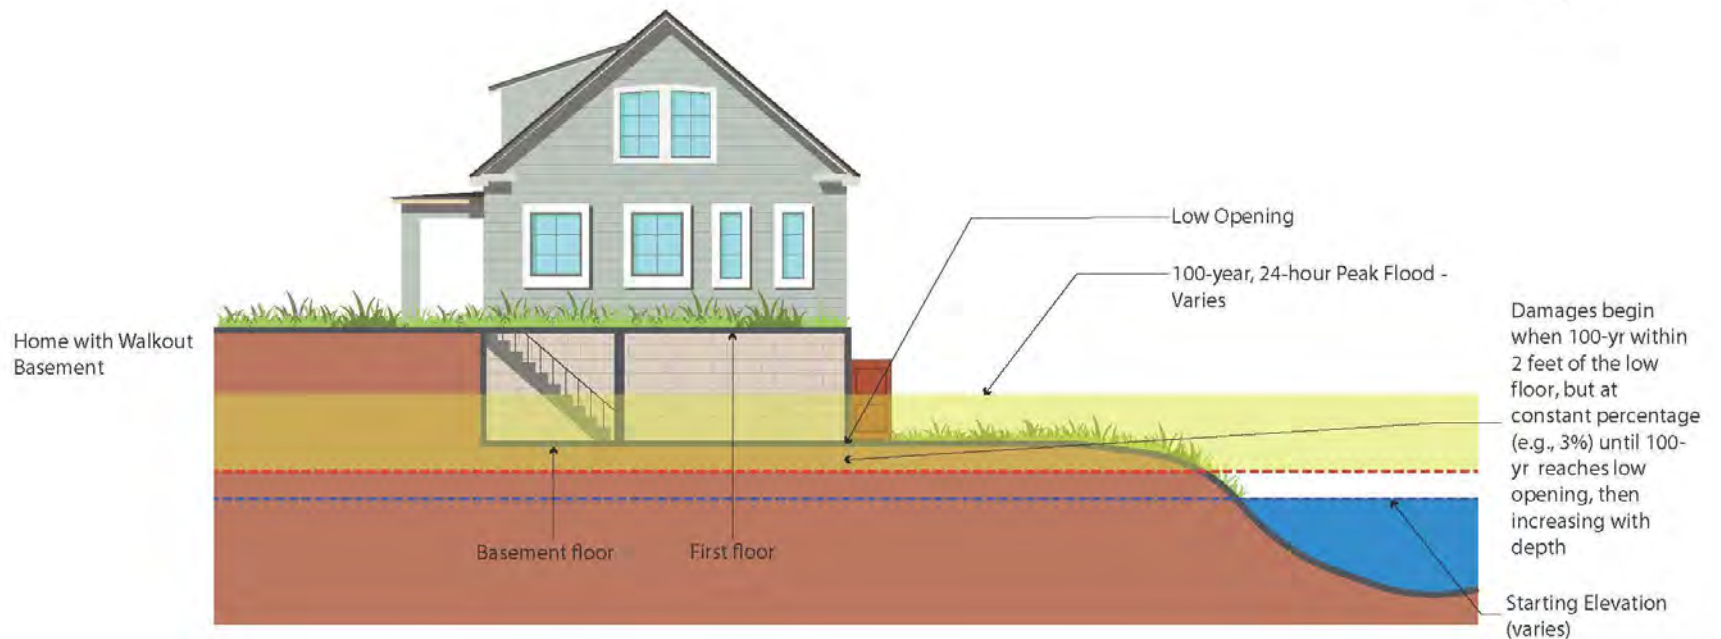 Low Opening
100-year, 24-hour Peak Flood -
Varies
Home with Walkout
Basement
Damages begin
when 100-yr within
2 feet of the low
floor, but at
constant percentage
(e.g., 3%) until 100-
yr reaches low
opening, then
increasing with
depth
Basement floor
First floor
Starting Elevation
(varies)